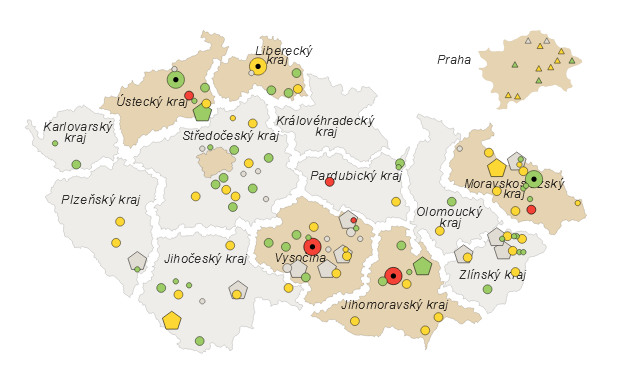 Liberecký
kraj
Praha
Ústecký kraj
Karlovarský
kraj
Královéhradecký
kraj
Středočeský kraj
Pardubický kraj
Moravskoslezský
kraj
Plzeňský kraj
Olomoucký
kraj
Jihočeský kraj
Vysočina
Zlínský kraj
Jihomoravský kraj